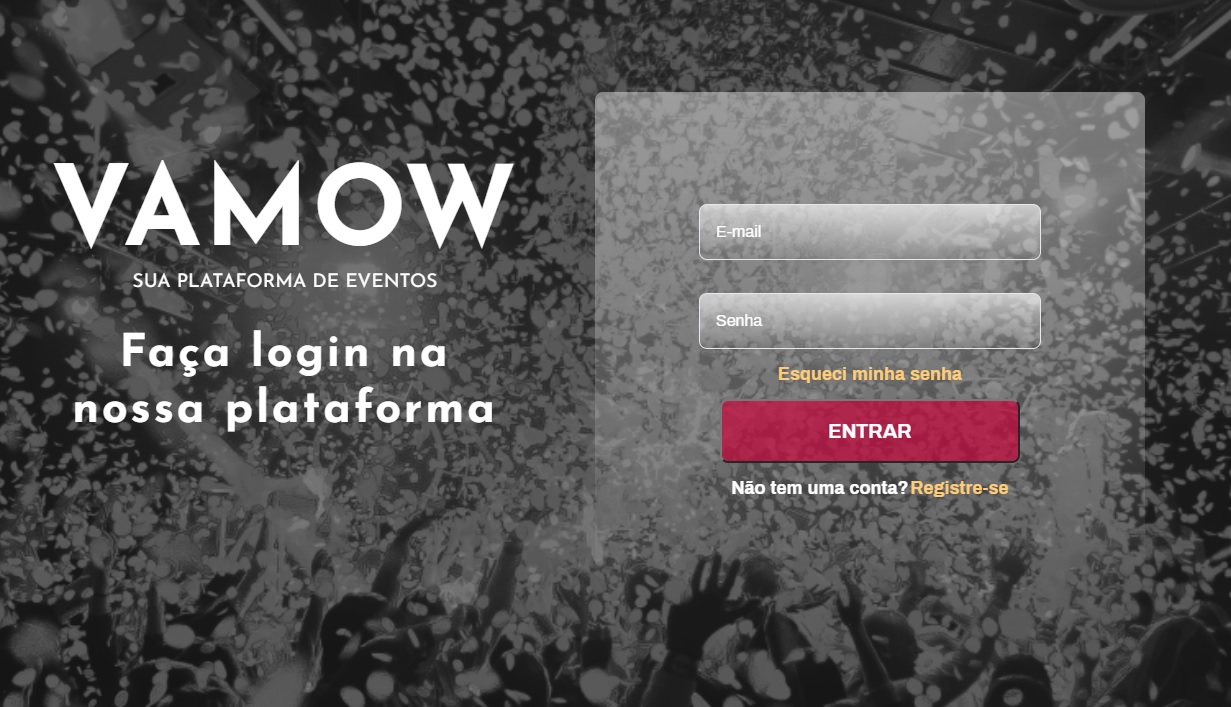 VAMOW
SUA PLATAFORMA DE EVENTOS
Faça login na
nossa plataforma
E-mail
Senha
Esqueci minha senha
ENTRAR
Não tem uma conta? Registre-se